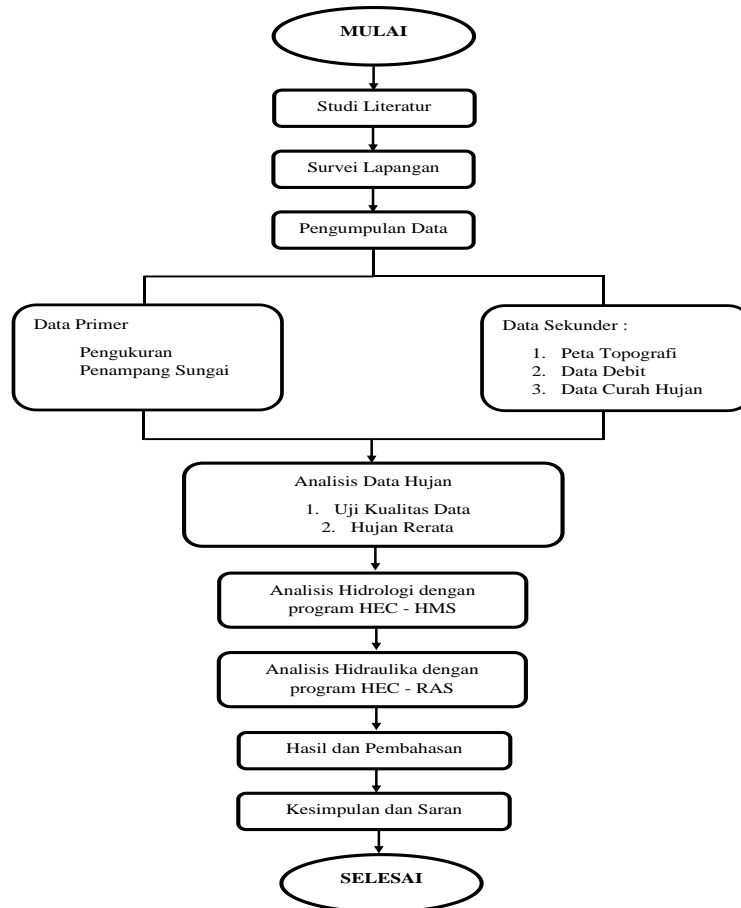 MULAI
Studi Literatur
Survei Lapangan
Pengumpulan Data
Data Primer
Pengukuran
Penampang Sungai
Data Sekunder :
1. Peta Topografi
2. Data Debit
3. Data Curah Hujan
Analisis Data Hujan
1. Uji Kualitas Data
2. Hujan Rerata
Analisis Hidrologi dengan
program HEC - HMS
Analisis Hidraulika dengan
program HEC - RAS
Hasil dan Pembahasan
Kesimpulan dan Saran
SELESAI